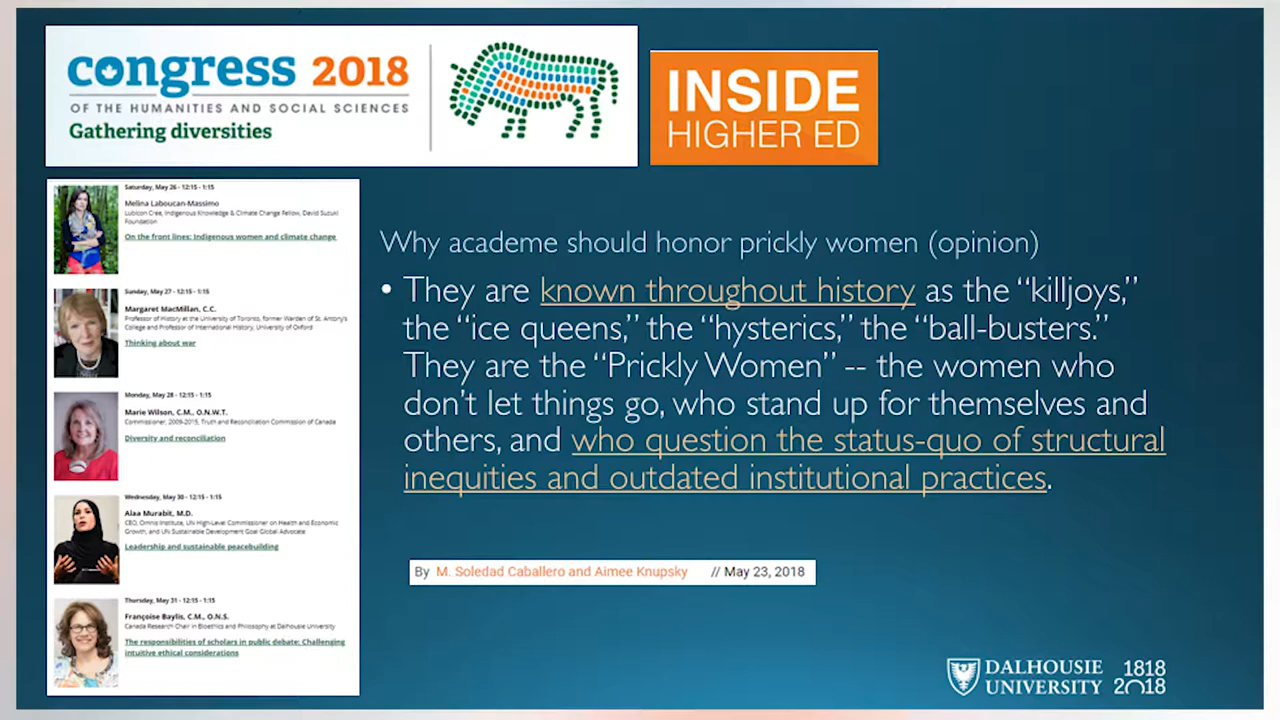 congress 2018
OF THE HUMANITIES AND SOCIAL SCIENCES
Gathering diversities
INSIDE
HIGHER ED
Saturday, May 26 - 12:15 - 1:15
Melina Laboucan-Massimo
Lubicon Cree, Indigenous Knowledge & Climate Change Fellow, David Suzuki
Foundation
On the front lines: Indigenous women and climate change
Sunday, May 27 - 12:15 - 1:15
Margaret MacMillan, C.C.
Professor of History at the University of Toronto, former Warden of St. Antony's
College and Professor of International History, University of Oxford
Thinking about war
Monday, May 28 - 12:15 - 1:15
Marie Wilson, C.M., O.N.W.T.
Commissioner, 2009-2015, Truth and Reconciliation Commission of Canada
Diversity and reconciliation
Wednesday, May 30 - 12:15 - 1:15
Alaa Murabit, M.D.
CEO, Omnis Institute, UN High-Level Commissioner on Health and Economic
Growth, and UN Sustainable Development Goal Global Advocate
Leadership and sustainable peacebuilding
Thursday, May 31 - 12:15 - 1:15
Françoise Baylis, C.M., O.N.S.
Canada Research Chair in Bioethics and Philosophy at Dalhousie University
The responsibilities of scholars in public debate: Challenging
intuitive ethical considerations
Why academe should honor prickly women (opinion)
• They are known throughout history as the “killjoys,”
the “ice queens,” the “hysterics,” the “ball-busters.”
They are the “Prickly Women” -- the women who
don’t let things go, who stand up for themselves and
others, and who question the status-quo of structural
inequities and outdated institutional practices.
By M. Soledad Caballero and Aimee Knupsky // May 23, 2018
DALHOUSIE
UNIVERSITY
1818
2018